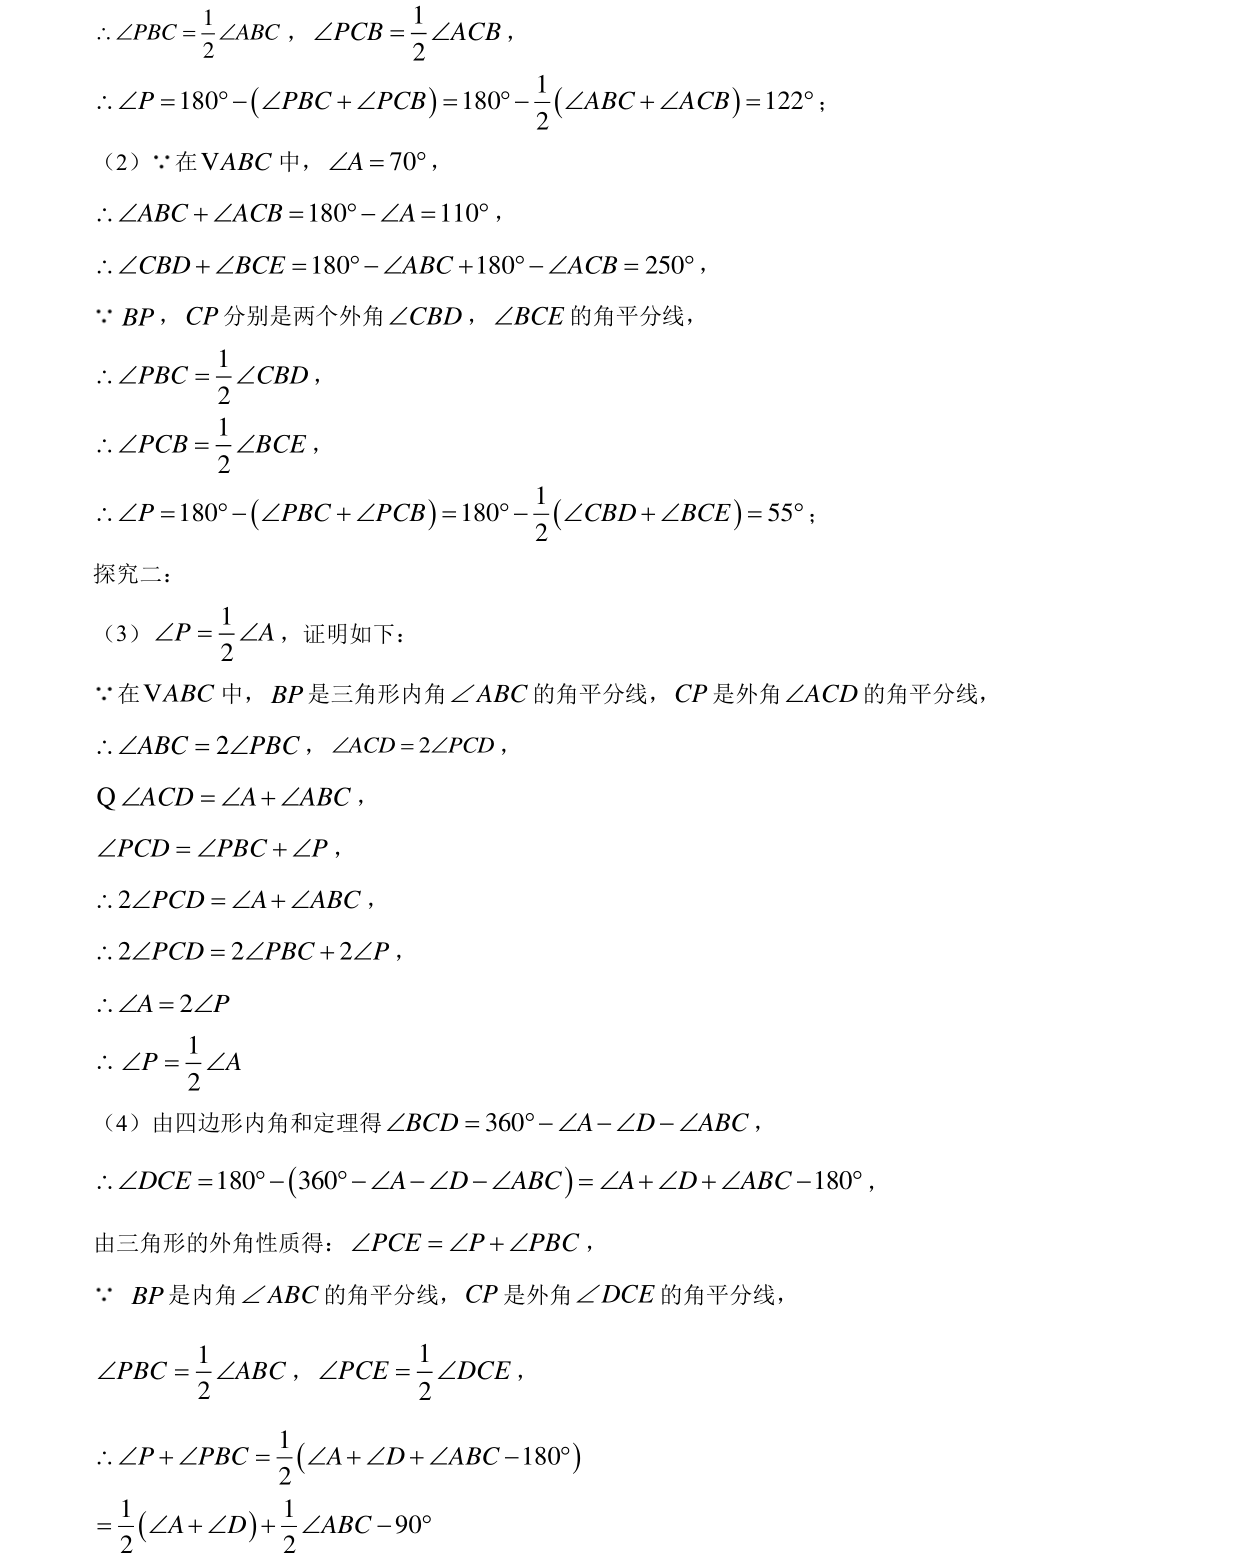 ∴∠PBC=1/2∠ABC，∠PCB=1/2∠ACB，
∴∠P=180°-(∠PBC+∠PCB)=180°-1/2(∠ABC+∠ACB)=122°；
（2）∵在VABC 中，∠A=70°，
∴∠ABC+∠ACB=180°-∠A=110°，
∴∠CBD+∠BCE=180°-∠ABC+180°-∠ACB=250°，
∵ BP，CP分别是两个外角∠CBD，∠BCE的角平分线，
∴∠PBC=1/2∠CBD，
∴∠PCB=1/2∠BCE，
∴∠P=180°-(∠PBC+∠PCB)=180°-1/2(∠CBD+∠BCE)=55°；
探究二：
（3）∠P=1/2∠A，证明如下：
∵在VABC 中，BP是三角形内角∠ABC的角平分线，CP是外角∠ACD的角平分线，
∴∠ABC=2∠PBC，∠ACD=2∠PCD，
Q∠ACD=∠A+∠ABC，
∠PCD=∠PBC+∠P，
∴2∠PCD=∠A+∠ABC，
∴2∠PCD=2∠PBC+2∠P，
∴∠A=2∠P
∴ ∠P=1/2∠A
（4）由四边形内角和定理得∠BCD=360°-∠A-∠D-∠ABC，
∴∠DCE=180°-(360°-∠A-∠D-∠ABC)=∠A+∠D+∠ABC-180°，
由三角形的外角性质得：∠PCE=∠P+∠PBC，
∵ BP是内角∠ABC的角平分线，CP是外角∠DCE的角平分线，
∠PBC=1/2∠ABC，∠PCE=1/2∠DCE，
∴∠P+∠PBC=1/2(∠A+∠D+∠ABC-180°)
=1/2(∠A+∠D)+1/2∠ABC-90°